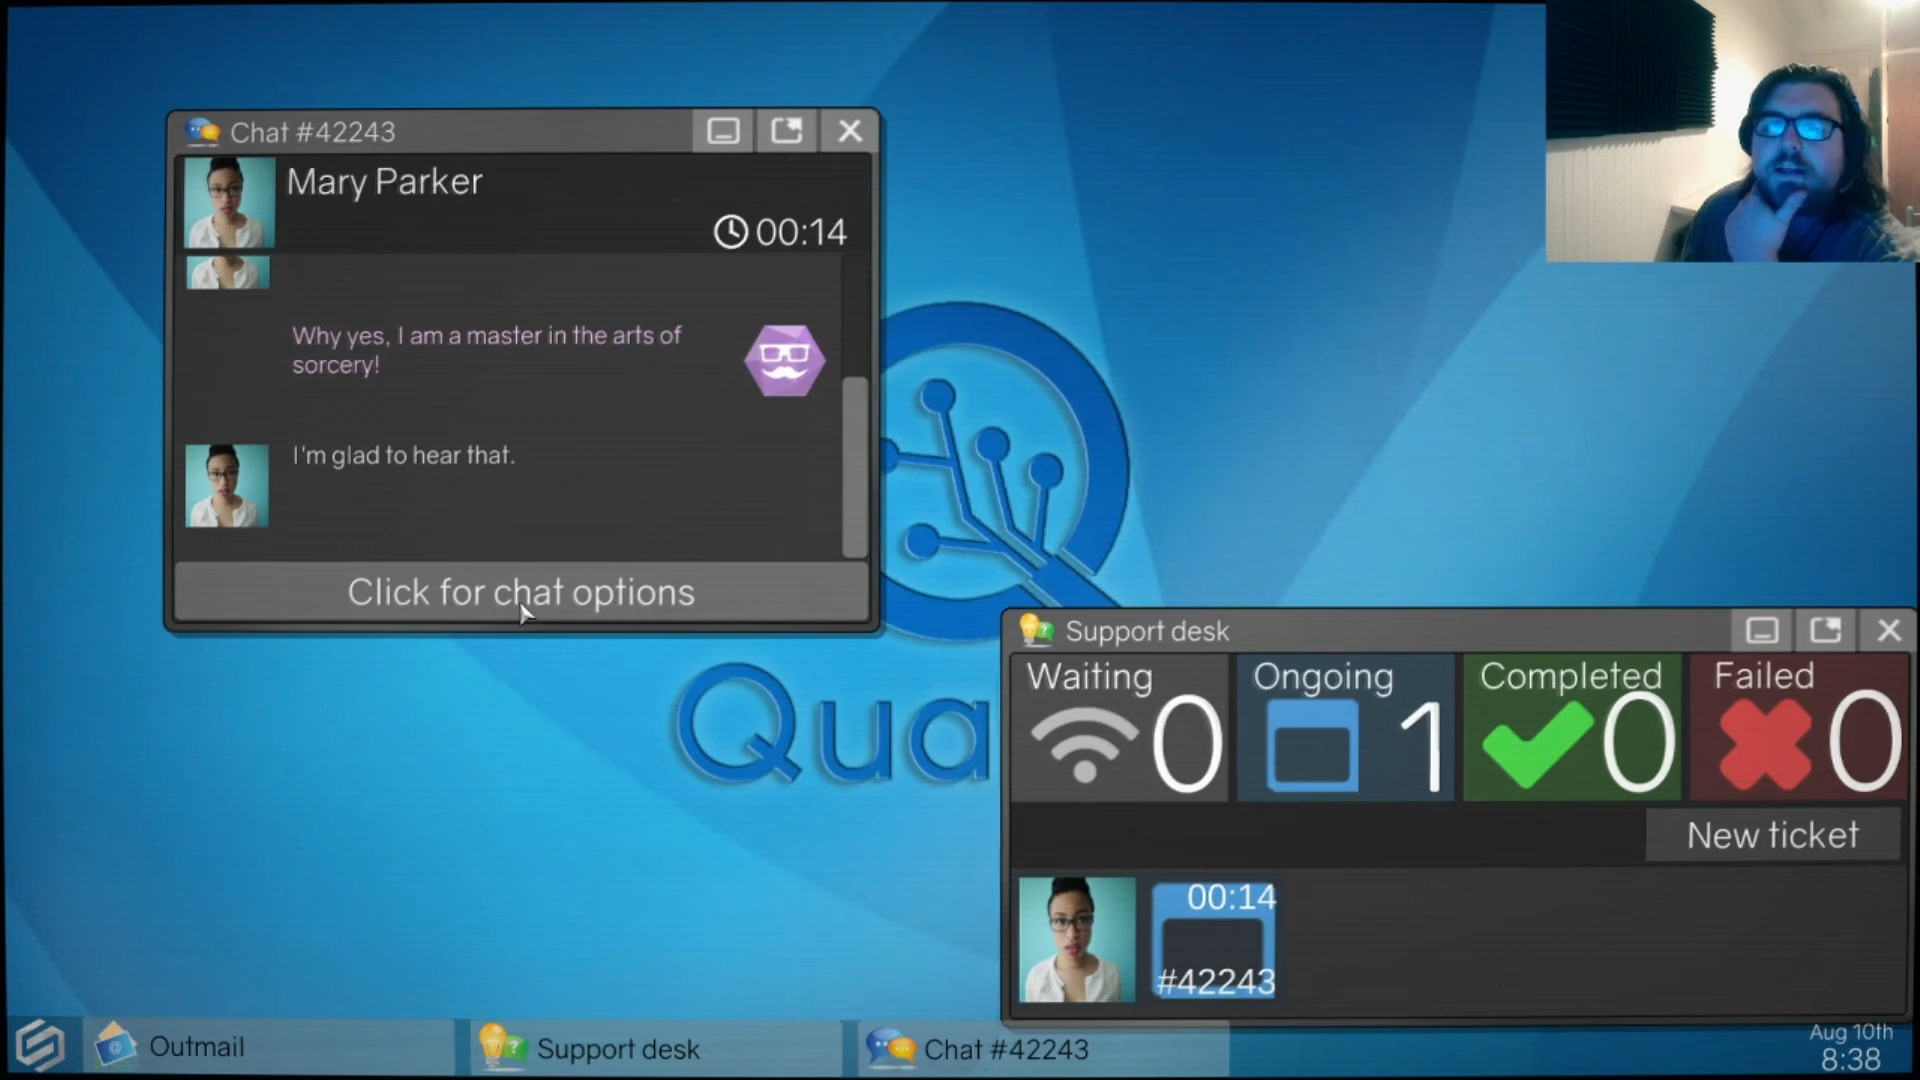 Chat #42243
Mary Parker
00:14
Why yes, I am a master in the arts of
sorcery!
I'm glad to hear that.
Click for chat options
Qua
Support desk
Waiting
0
Ongoing
1
Completed
0
Failed
0
New ticket
00:14
#42243
Outmail
Support desk
Chat #42243
Aug 10th
8:38